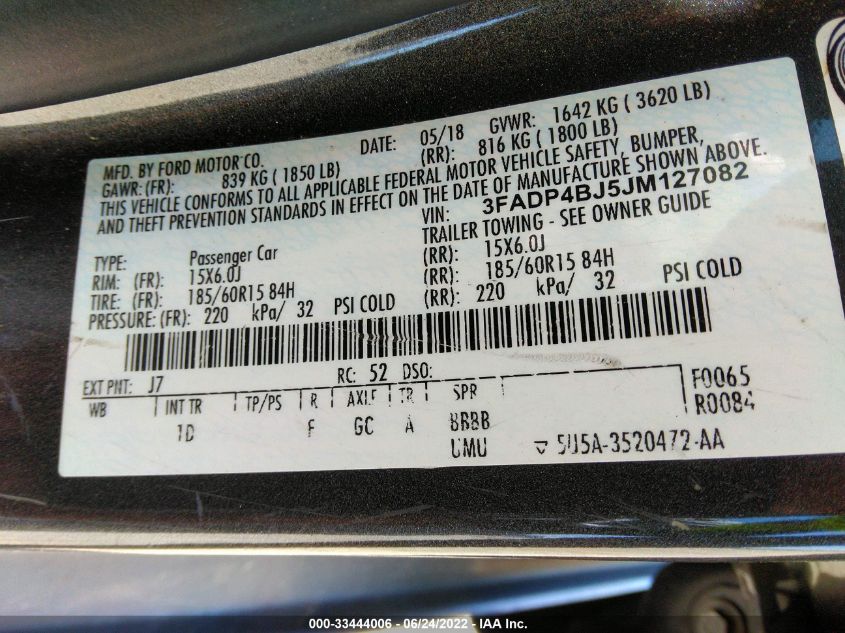 MFD. BY FORD MOTOR CO. DATE: 05/18 GVWR: 1642 KG ( 3620 LB)
GAWR: (FR): 839 KG ( 1850 LB) (RR): 816 KG ( 1800 LB)
THIS VEHICLE CONFORMS TO ALL APPLICABLE FEDERAL MOTOR VEHICLE SAFETY, BUMPER,
AND THEFT PREVENTION STANDARDS IN EFFECT ON THE DATE OF MANUFACTURE SHOWN ABOVE.
VIN: 3FADP4BJ5JM127082
TYPE: Passenger Car TRAILER TOWING - SEE OWNER GUIDE
RIM: (FR): 15X6.0J (RR): 15X6.0J
TIRE: (FR): 185/60R15 84H (RR): 185/60R15 84H
PRESSURE: (FR): 220 kPa/ 32 PSI COLD (RR): 220 kPa/ 32 PSI COLD
EXT PNT: J7 RC: 52 DSO: F0065
WB INT TR TP/PS R AXLE TR SPR R0084
1D F GC A BBBB
UMU 5U5A-3520472-AA
000-33444006 - 06/24/2022 - IAA Inc.